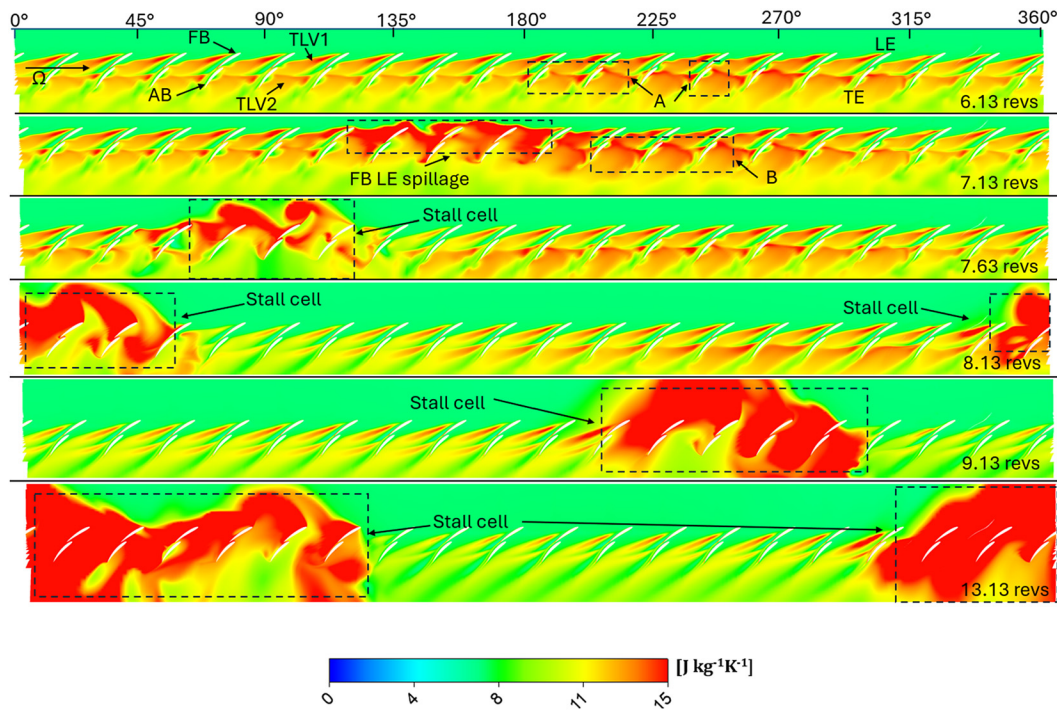 0° 45° 90° 135° 180° 225° 270° 315° 360°
FB TLV1 LE
Ω
AB TLV2 A TE
6.13 revs
FB LE spillage B
7.13 revs
Stall cell
7.63 revs
Stall cell Stall cell
8.13 revs
Stall cell
9.13 revs
Stall cell
13.13 revs
[J kg⁻¹K⁻¹]
0 4 8 11 15